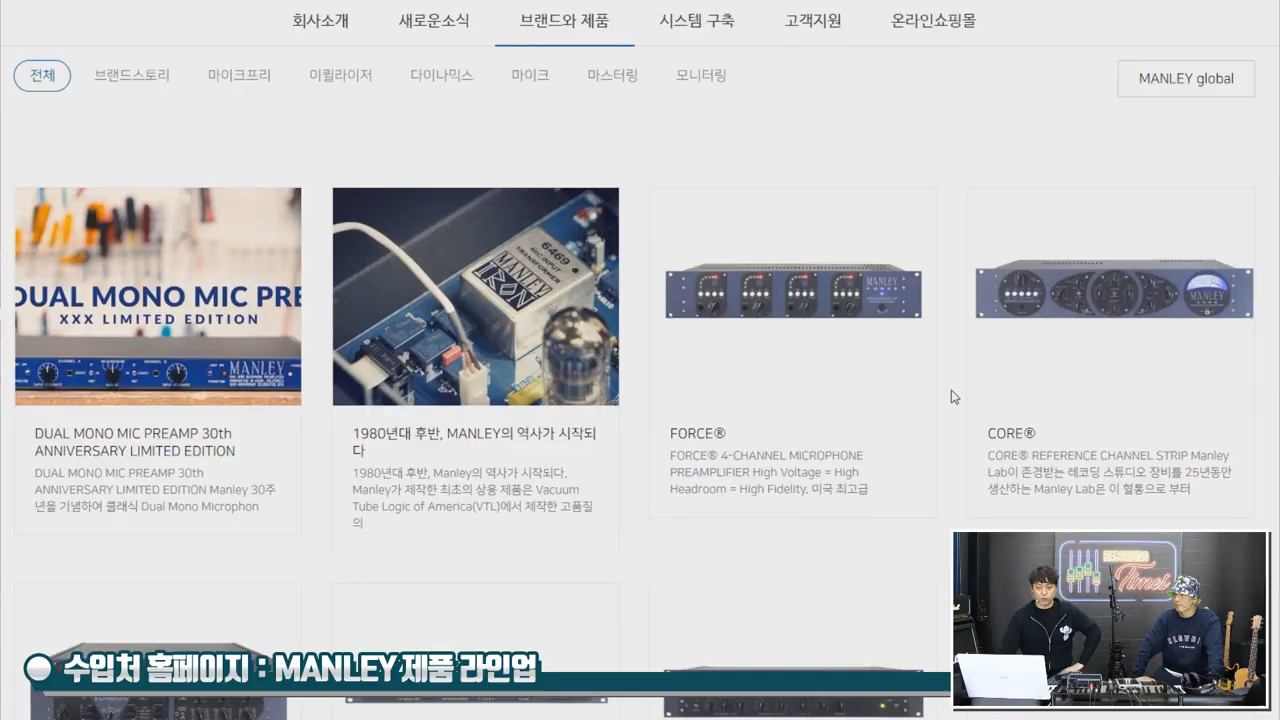 회사소개 새로운소식 브랜드와 제품 시스템 구축 고객지원 온라인쇼핑몰
전체 브랜드스토리 마이크프리 이퀄라이저 다이나믹스 마이크 마스터링 모니터링
MANLEY global
DUAL MONO MIC PRE
XXX LIMITED EDITION
MANLEY
6469
MIC INPUT
TRANSFORMER
MANLEY
IRON
MANLEY
FORCE
MANLEY
CORE
DUAL MONO MIC PREAMP 30th
ANNIVERSARY LIMITED EDITION
DUAL MONO MIC PREAMP 30th
ANNIVERSARY LIMITED EDITION Manley 30주
년을 기념하여 클래식 Dual Mono Microphon
1980년대 후반, MANLEY의 역사가 시작되
다
1980년대 후반, Manley의 역사가 시작되다.
Manley가 제작한 최초의 상용 제품은 Vacuum
Tube Logic of America(VTL)에서 제작한 고품질
의
FORCE®
FORCE® 4-CHANNEL MICROPHONE
PREAMPLIFIER High Voltage = High
Headroom = High Fidelity. 미국 최고급
CORE®
CORE® REFERENCE CHANNEL STRIP Manley
Lab이 존경받는 레코딩 스튜디오 장비를 25년동안
생산하는 Manley Lab은 이 혈통으로 부터
Times
수입처 홈페이지 : MANLEY 제품 라인업